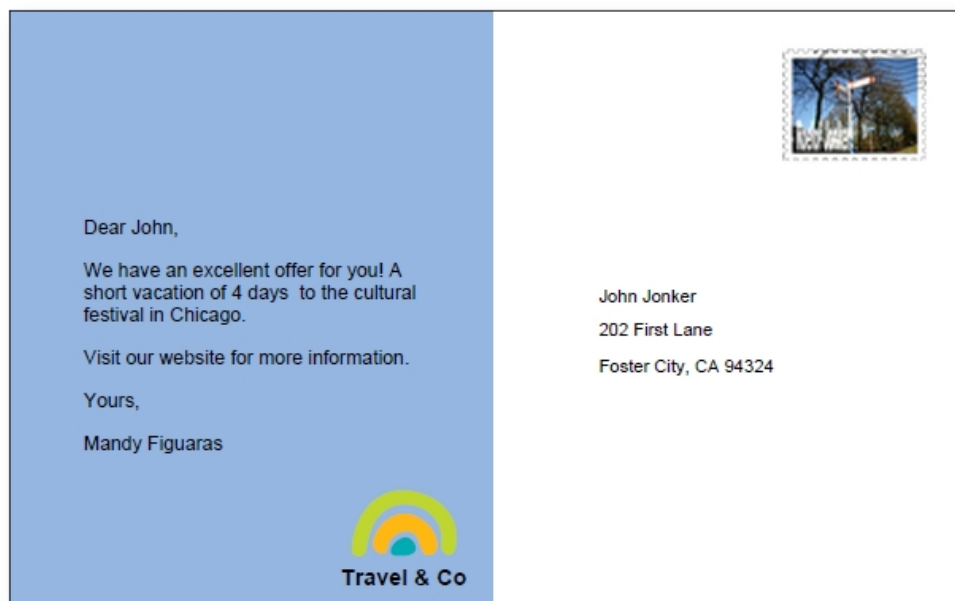 Dear John,
We have an excellent offer for you! A
short vacation of 4 days  to the cultural
festival in Chicago.
Visit our website for more information.
Yours,
Mandy Figuaras
Travel & Co
John Jonker
202 First Lane
Foster City, CA 94324